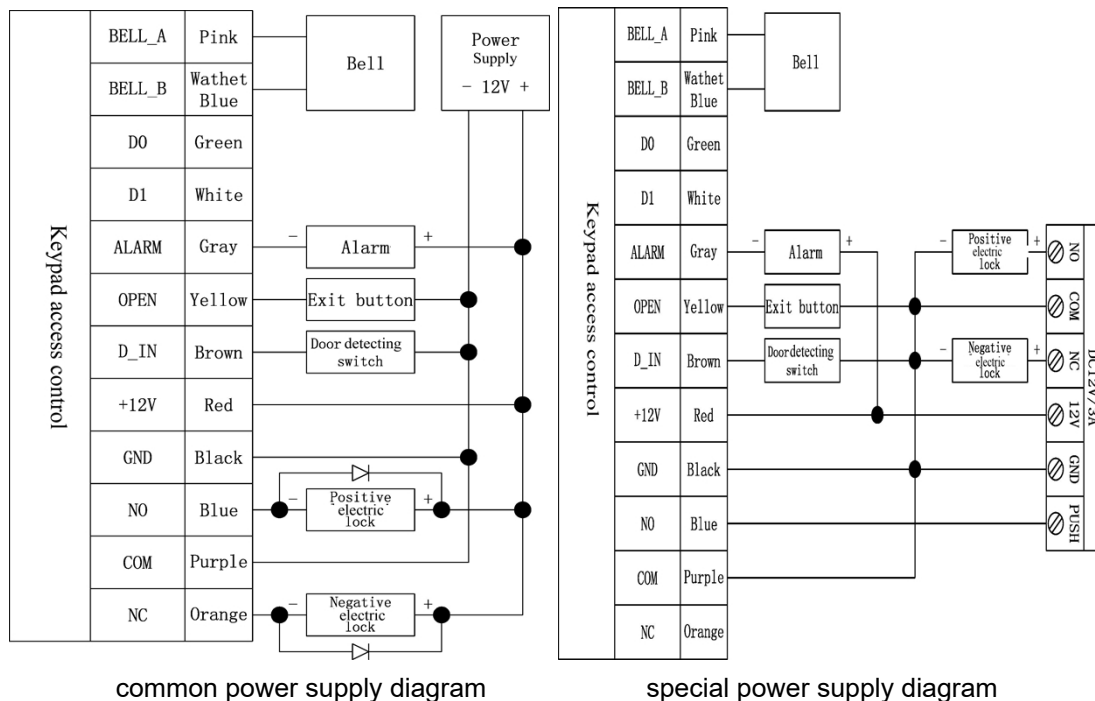 Keypad access control
BELL_A Pink
BELL_B Wathet
Blue
D0 Green
D1 White
ALARM Gray
OPEN Yellow
D_IN Brown
+12V Red
GND Black
NO Blue
COM Purple
NC Orange
Bell
Power
Supply
- 12V +
- Alarm +
Exit button
Door detecting
switch
- Positive +
electric
lock
- Negative +
electric
lock
common power supply diagram
Keypad access control
BELL_A Pink
BELL_B Wathet
Blue
D0 Green
D1 White
ALARM Gray
OPEN Yellow
D_IN Brown
+12V Red
GND Black
NO Blue
COM Purple
NC Orange
Bell
- Alarm +
Exit button
Door detecting
switch
- Positive +
electric
lock
- Negative +
electric
lock
NO
COM
NC
12V
GND
PUSH
DC12V/3A
special power supply diagram